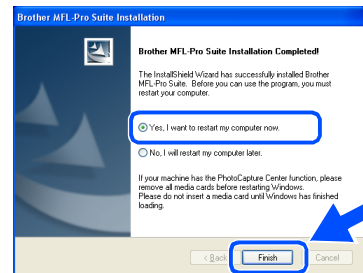 Brother MFL-Pro Suite Installation
Brother MFL-Pro Suite Installation Completed!
The InstallShield Wizard has successfully installed Brother
MFL-Pro Suite. Before you can use the program, you must
restart your computer.
Yes, I want to restart my computer now.
No, I will restart my computer later.
If your machine has the PhotoCapture Center function, please
remove all media cards before restarting Windows.
Please do not insert a media card until Windows has finished
loading.
< Back Finish Cancel